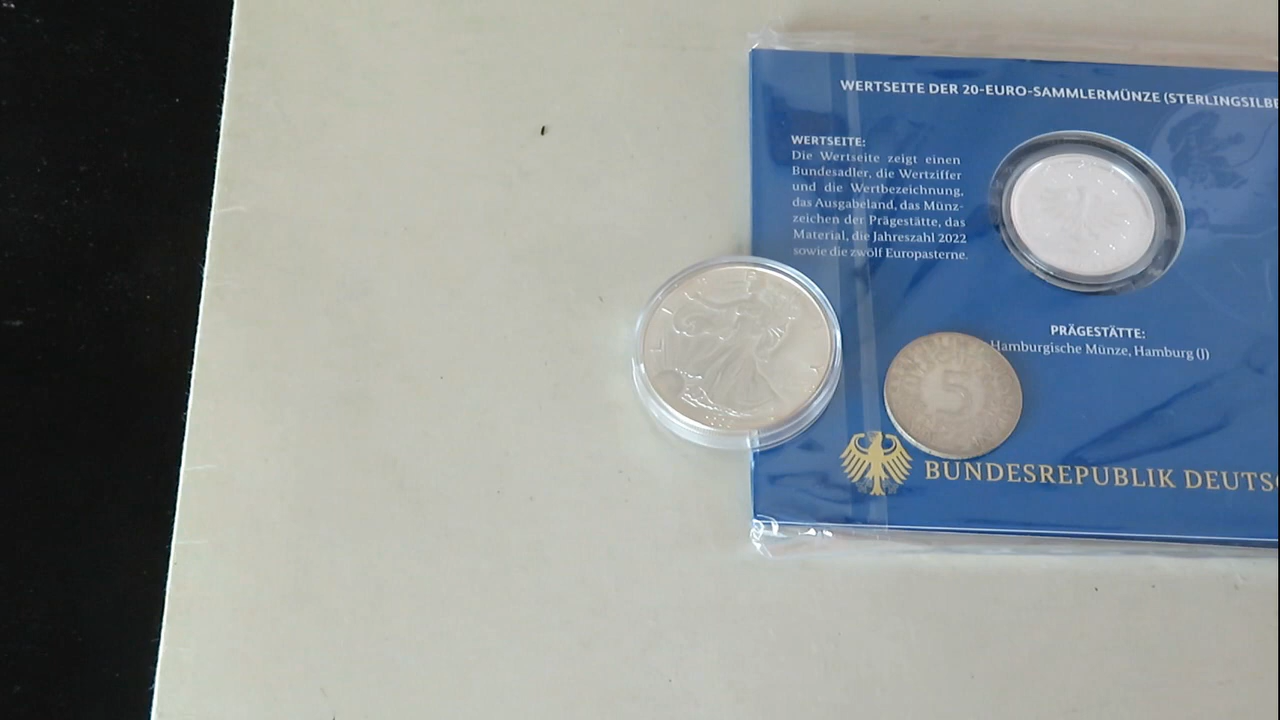 WERTSEITE DER 20-EURO-SAMMLERMÜNZE (STERLINGSILBE
WERTSEITE:
Die Wertseite zeigt einen
Bundesadler, die Wertziffer
und die Wertbezeichnung,
das Ausgabeland, das Münz-
zeichen der Prägestätte, das
Material, die Jahreszahl 2022
sowie die zwölf Europasterne.
PRÄGESTÄTTE:
Hamburgische Münze, Hamburg (J)
5
BUNDESREPUBLIK DEUTSC